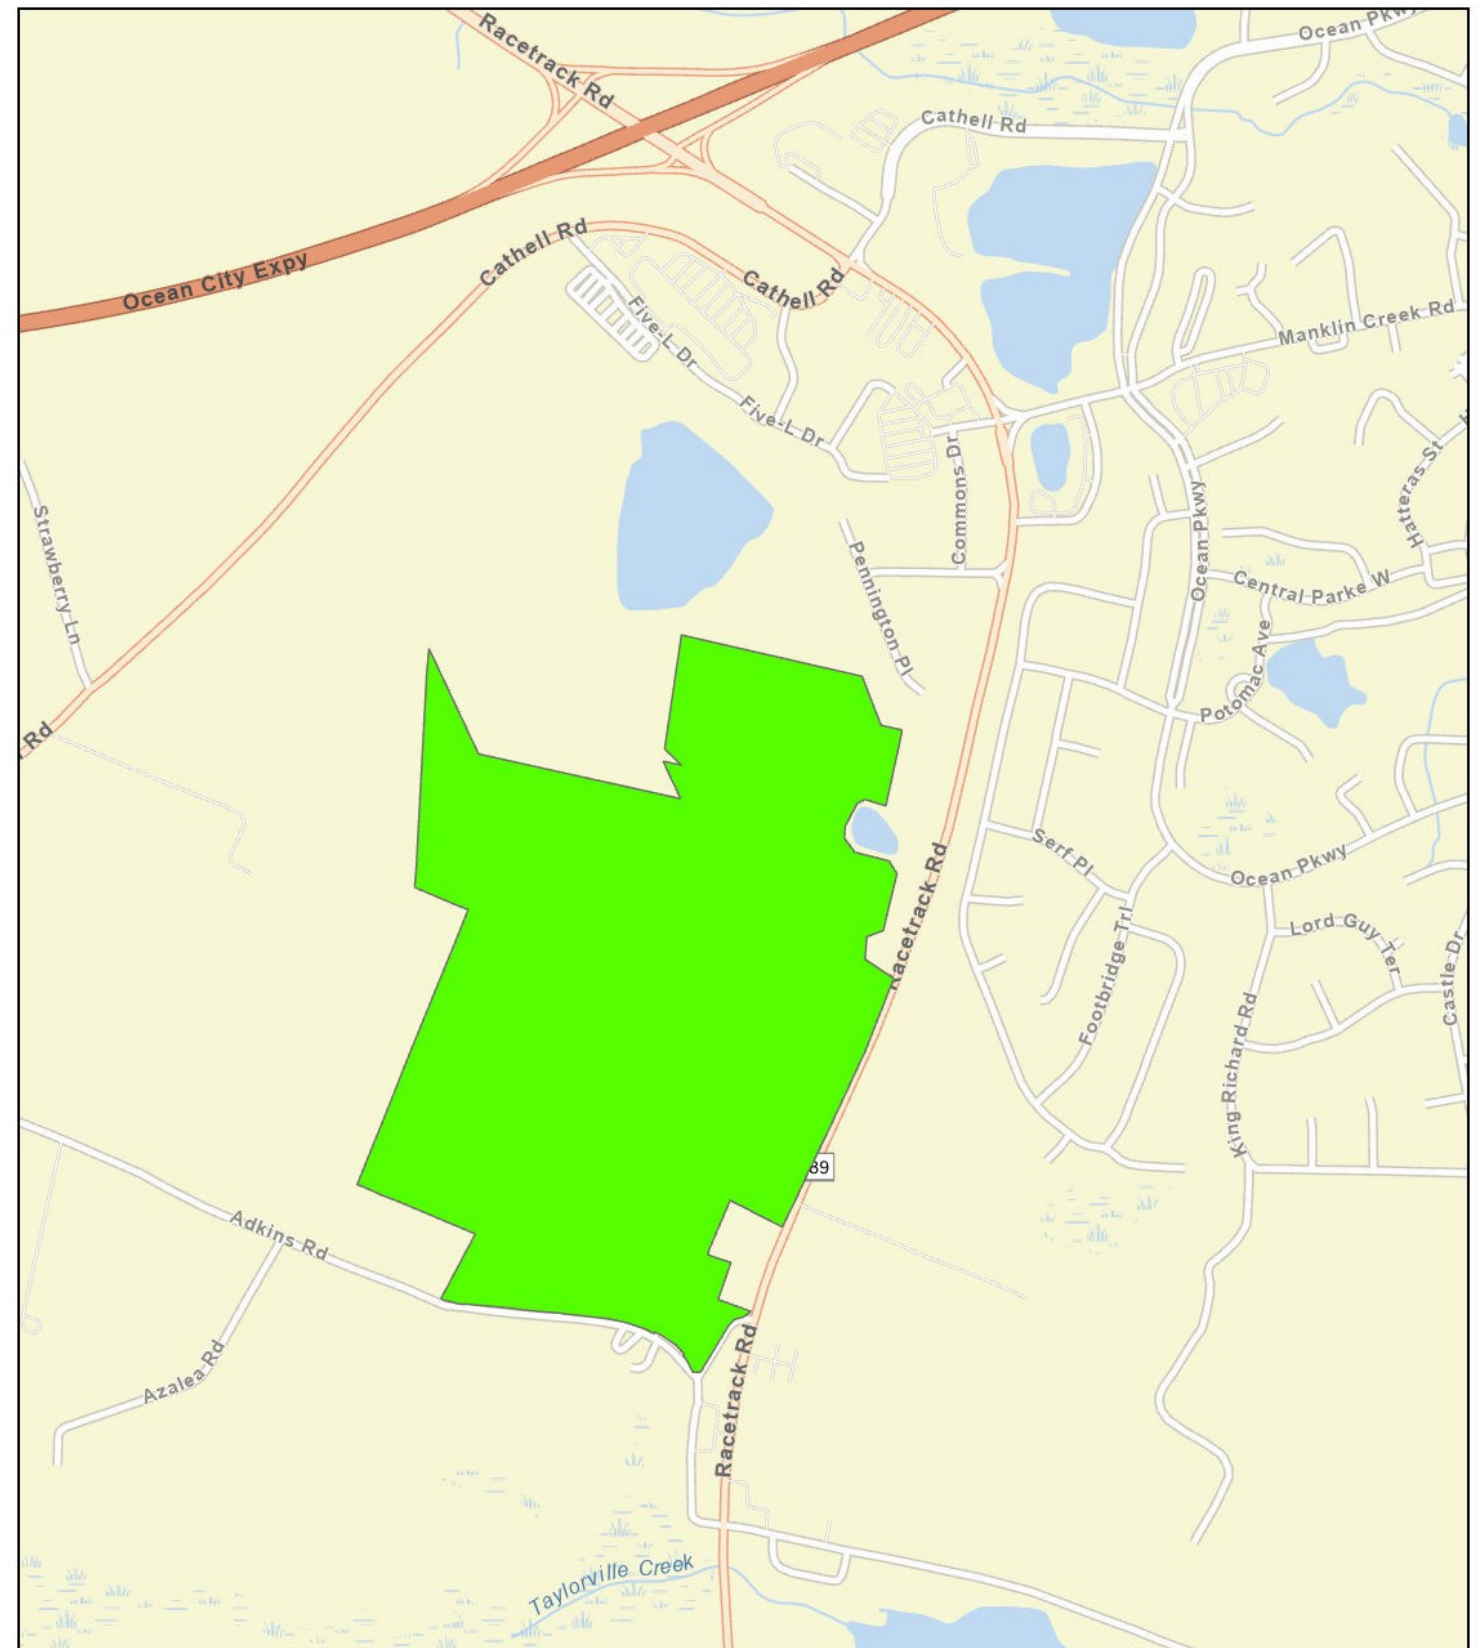 Racetrack Rd
Ocean Pkwy
Cathell Rd
Cathell Rd
Ocean City Expy
Cathell Rd
Manklin Creek Rd
Five-L Dr
Five-L Dr
Hatteras St
Commons Dr
Ocean Pkwy
Strawberry Ln
Pennington Pl
Central Parke W
Potomac Ave
Rd
Serf Pl
Racetrack Rd
Ocean Pkwy
Lord Guy Ter
Footbridge Trl
Castle Dr
King Richard Rd
89
Adkins Rd
Azalea Rd
Racetrack Rd
Taylorville Creek